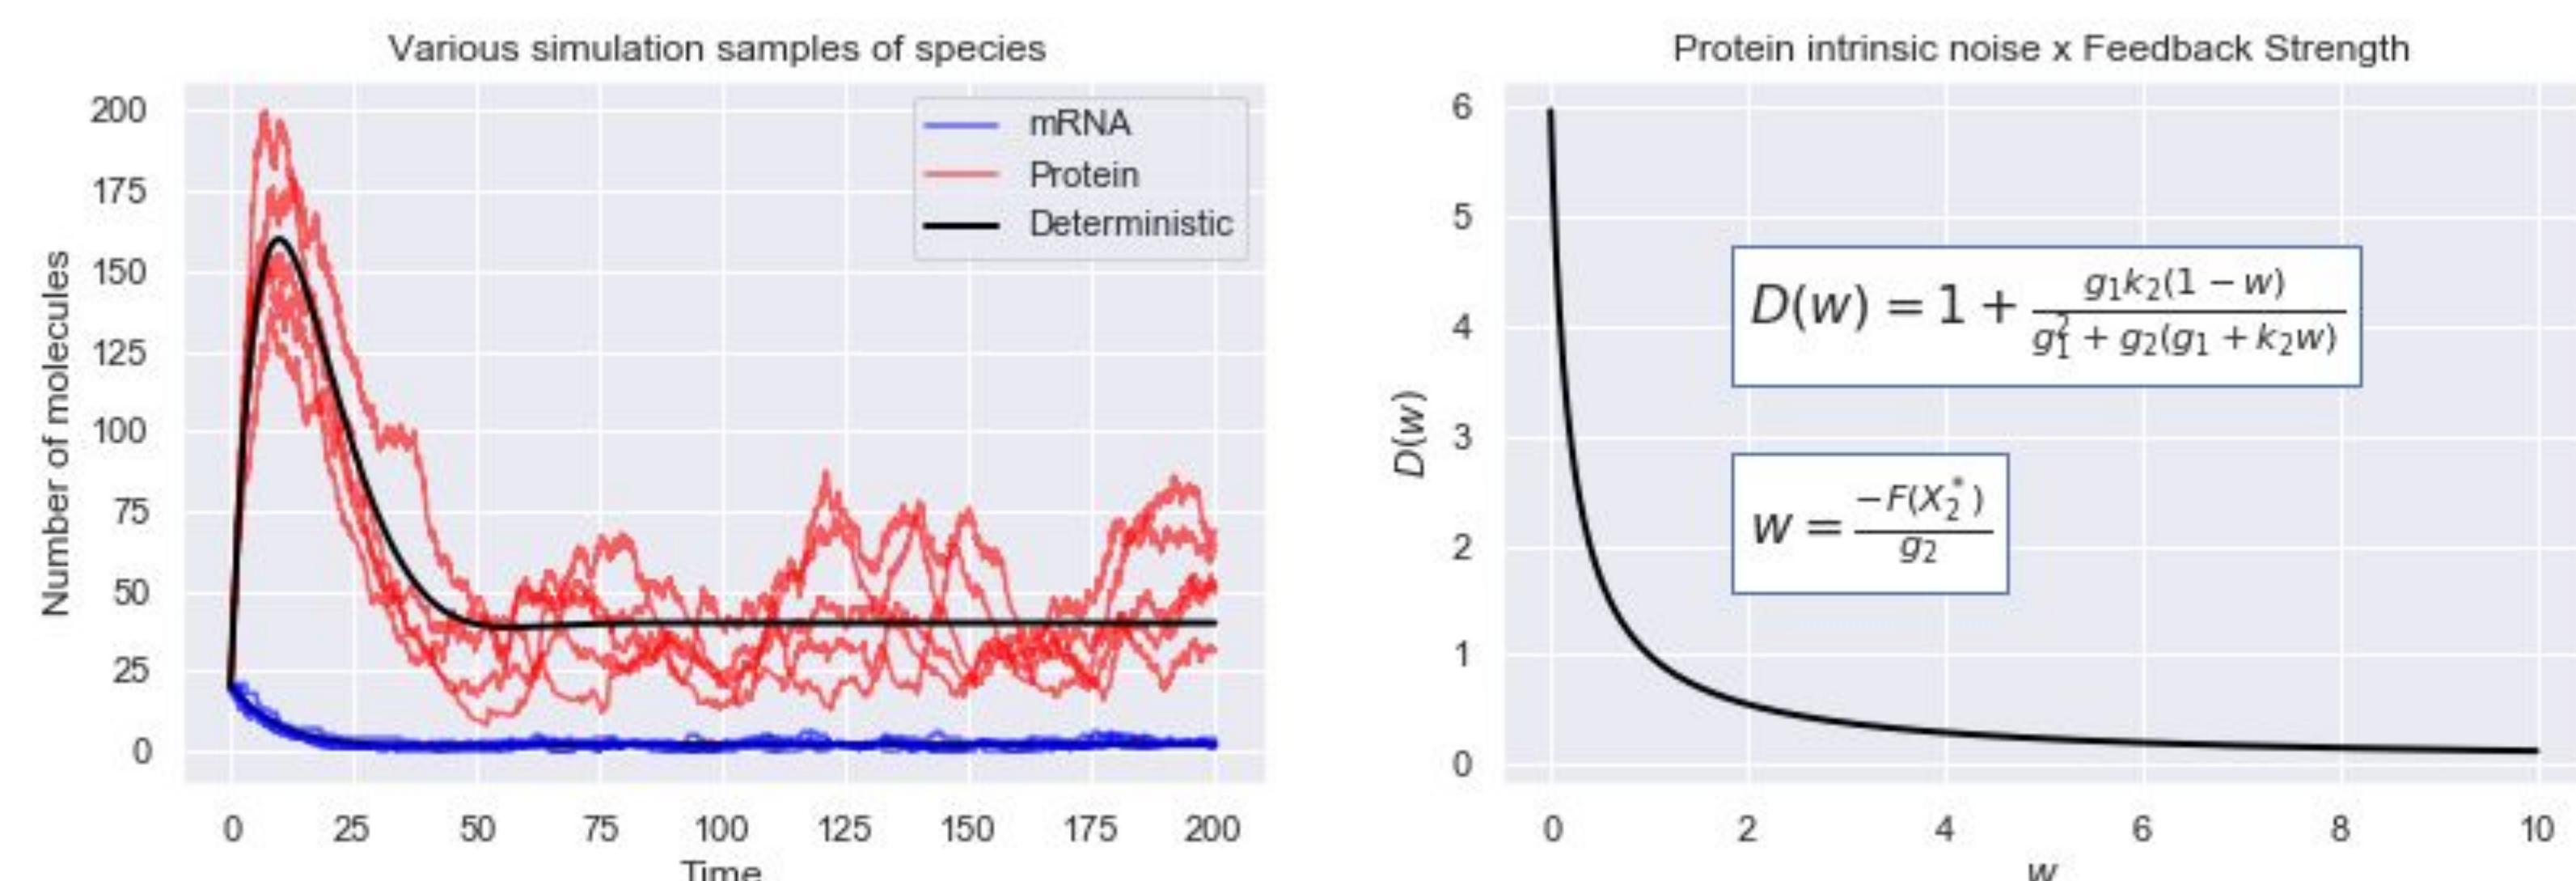 Various simulation samples of species
Number of molecules
200
175
150
125
100
75
50
25
0
mRNA
Protein
Deterministic
0 25 50 75 100 125 150 175 200
Time
Protein intrinsic noise x Feedback Strength
D(w)
6
5
4
3
2
1
0
D(w) = 1 + g₁k₂(1 − w) / g₁² + g₂(g₁ + k₂w)
w = −F(X₂*) / g₂
0 2 4 6 8 10
w